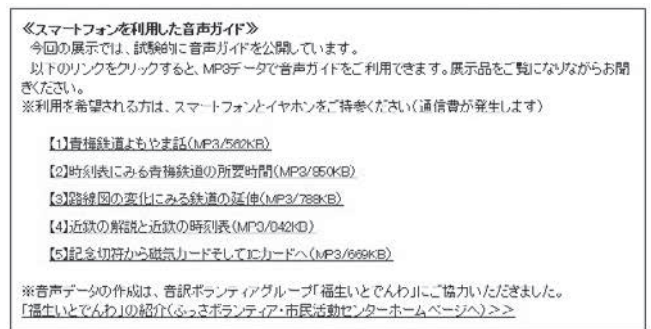 ≪スマートフォンを利用した音声ガイド≫
今回の展示では、試験的に音声ガイドを公開しています。
以下のリンクをクリックすると、MP3データで音声ガイドをご利用できます。展示品をご覧になりながらお聞
きください。
※利用を希望される方は、スマートフォンとイヤホンをご持参ください(通信費が発生します)
【1】青梅鉄道よもやま話(MP3/562KB)
【2】時刻表にみる青梅鉄道の所要時間(MP3/950KB)
【3】路線図の変化にみる鉄道の延伸(MP3/788KB)
【4】近鉄の解説と近鉄の時刻表
【5】記念切符から磁気カードそしてICカードへ(MP3/669KB)
※音声データの作成は、音訳ボランティアグループ「福生いとでんわ」にご協力いただきました。
「福生いとでんわ」の紹介(ふっさボランティア・市民活動センターホームページへ)>>